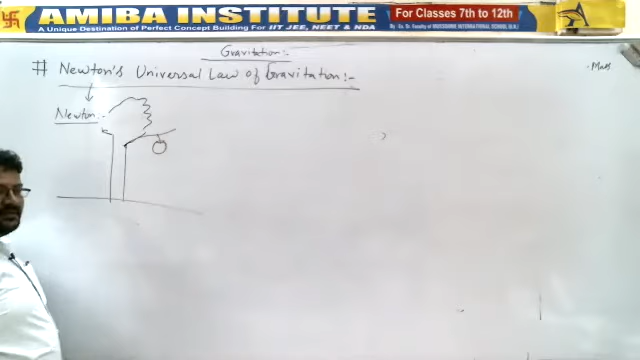 AMIBA INSTITUTE
A Unique Destination of Perfect Concept Building For IIT JEE, NEET & NDA
For Classes 7th to 12th
Gravitation:-
# Newton's Universal Law of Gravitation:-
Newton